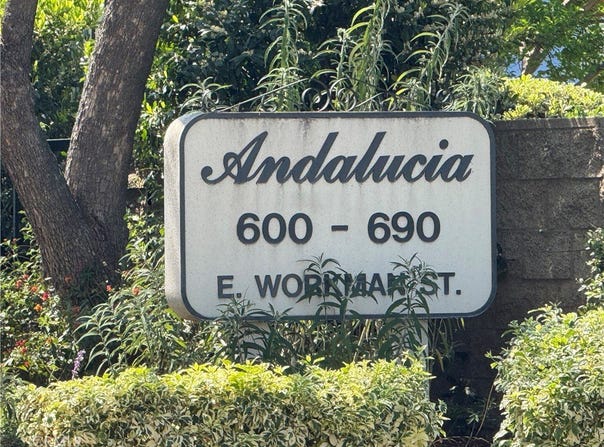 Andalucia
600 - 690
E. WORKMAN ST.